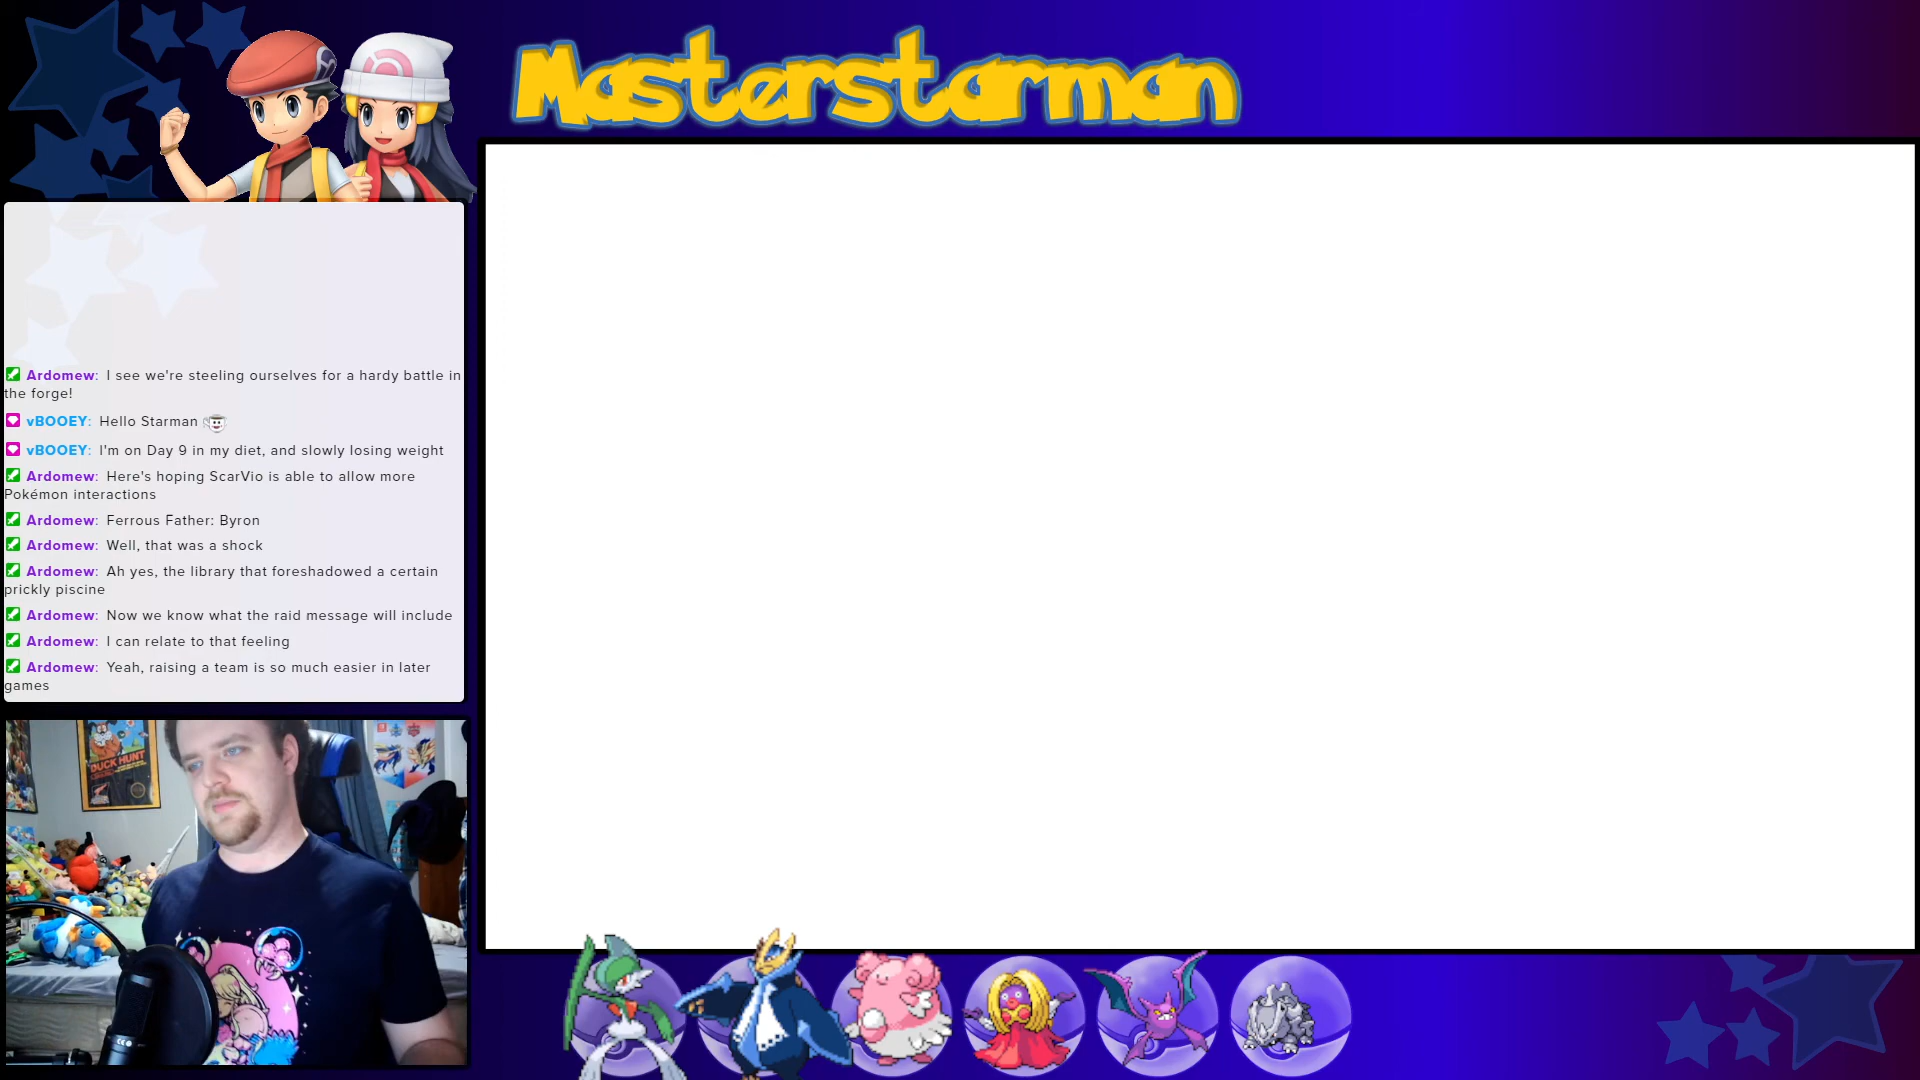 Masterstarman
Ardomew: I see we're steeling ourselves for a hardy battle in
the forge!
vBOOEY: Hello Starman
vBOOEY: I'm on Day 9 in my diet, and slowly losing weight
Ardomew: Here's hoping ScarVio is able to allow more
Pokémon interactions
Ardomew: Ferrous Father: Byron
Ardomew: Well, that was a shock
Ardomew: Ah yes, the library that foreshadowed a certain
prickly piscine
Ardomew: Now we know what the raid message will include
Ardomew: I can relate to that feeling
Ardomew: Yeah, raising a team is so much easier in later
games
DUCK HUNT